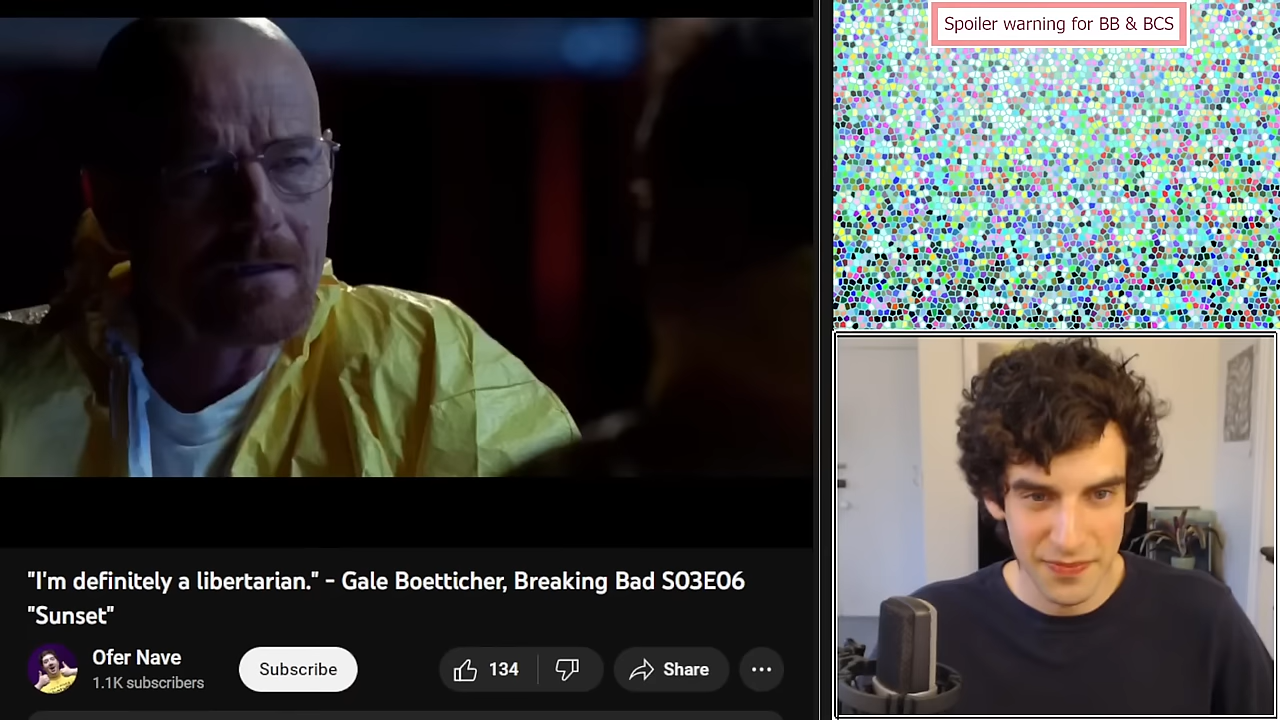 Spoiler warning for BB & BCS
"I'm definitely a libertarian." - Gale Boetticher, Breaking Bad S03E06
"Sunset"
Ofer Nave
1.1K subscribers
Subscribe
134
Share